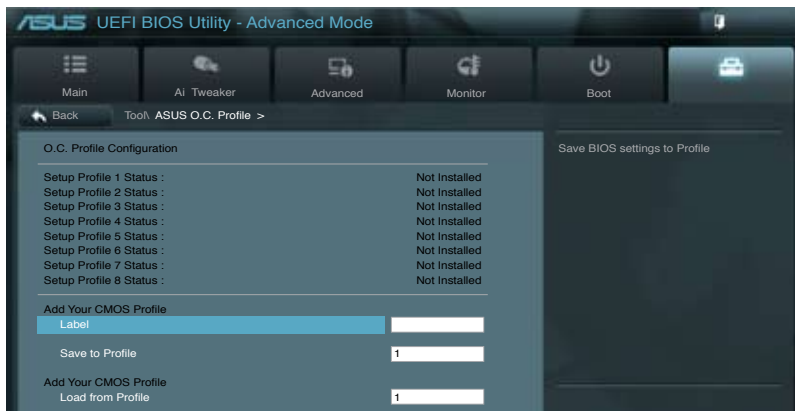 ASUS UEFI BIOS Utility - Advanced Mode
Main Ai Tweaker Advanced Monitor Boot
Back Tool\ ASUS O.C. Profile >
O.C. Profile Configuration
Save BIOS settings to Profile
Setup Profile 1 Status : Not Installed
Setup Profile 2 Status : Not Installed
Setup Profile 3 Status : Not Installed
Setup Profile 4 Status : Not Installed
Setup Profile 5 Status : Not Installed
Setup Profile 6 Status : Not Installed
Setup Profile 7 Status : Not Installed
Setup Profile 8 Status : Not Installed
Add Your CMOS Profile
Label
Save to Profile 1
Add Your CMOS Profile
Load from Profile 1